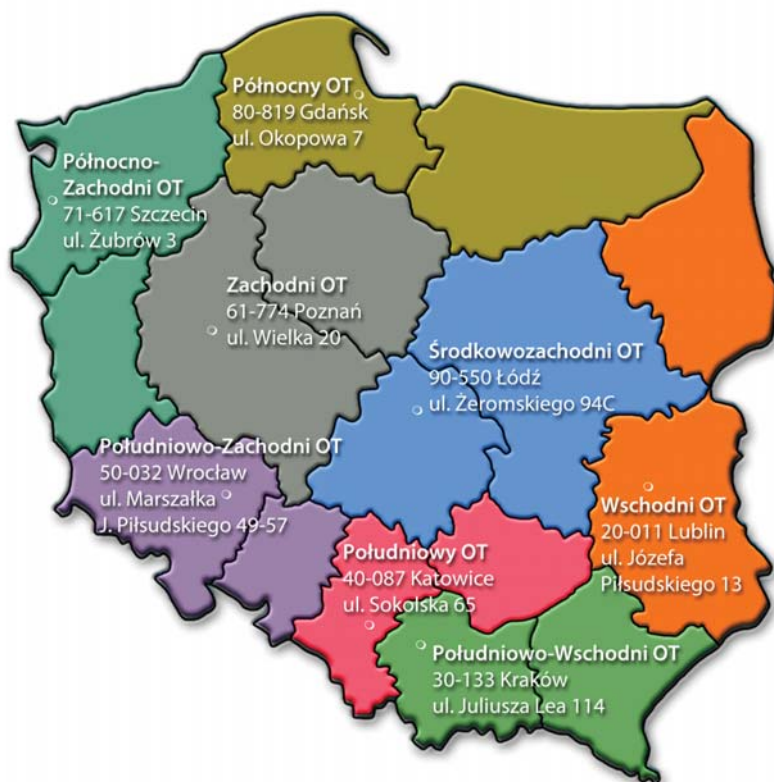 Północny OT
80-819 Gdańsk
ul. Okopowa 7
Północno-
Zachodni OT
71-617 Szczecin
ul. Żubrów 3
Zachodni OT
61-774 Poznań
ul. Wielka 20
Środkowozachodni OT
90-550 Łódź
ul. Żeromskiego 94C
Południowo-Zachodni OT
50-032 Wrocław
ul. Marszałka
J. Piłsudskiego 49-57
Wschodni OT
20-011 Lublin
ul. Józefa
Piłsudskiego 13
Południowy OT
40-087 Katowice
ul. Sokolska 65
Południowo-Wschodni OT
30-133 Kraków
ul. Juliusza Lea 114